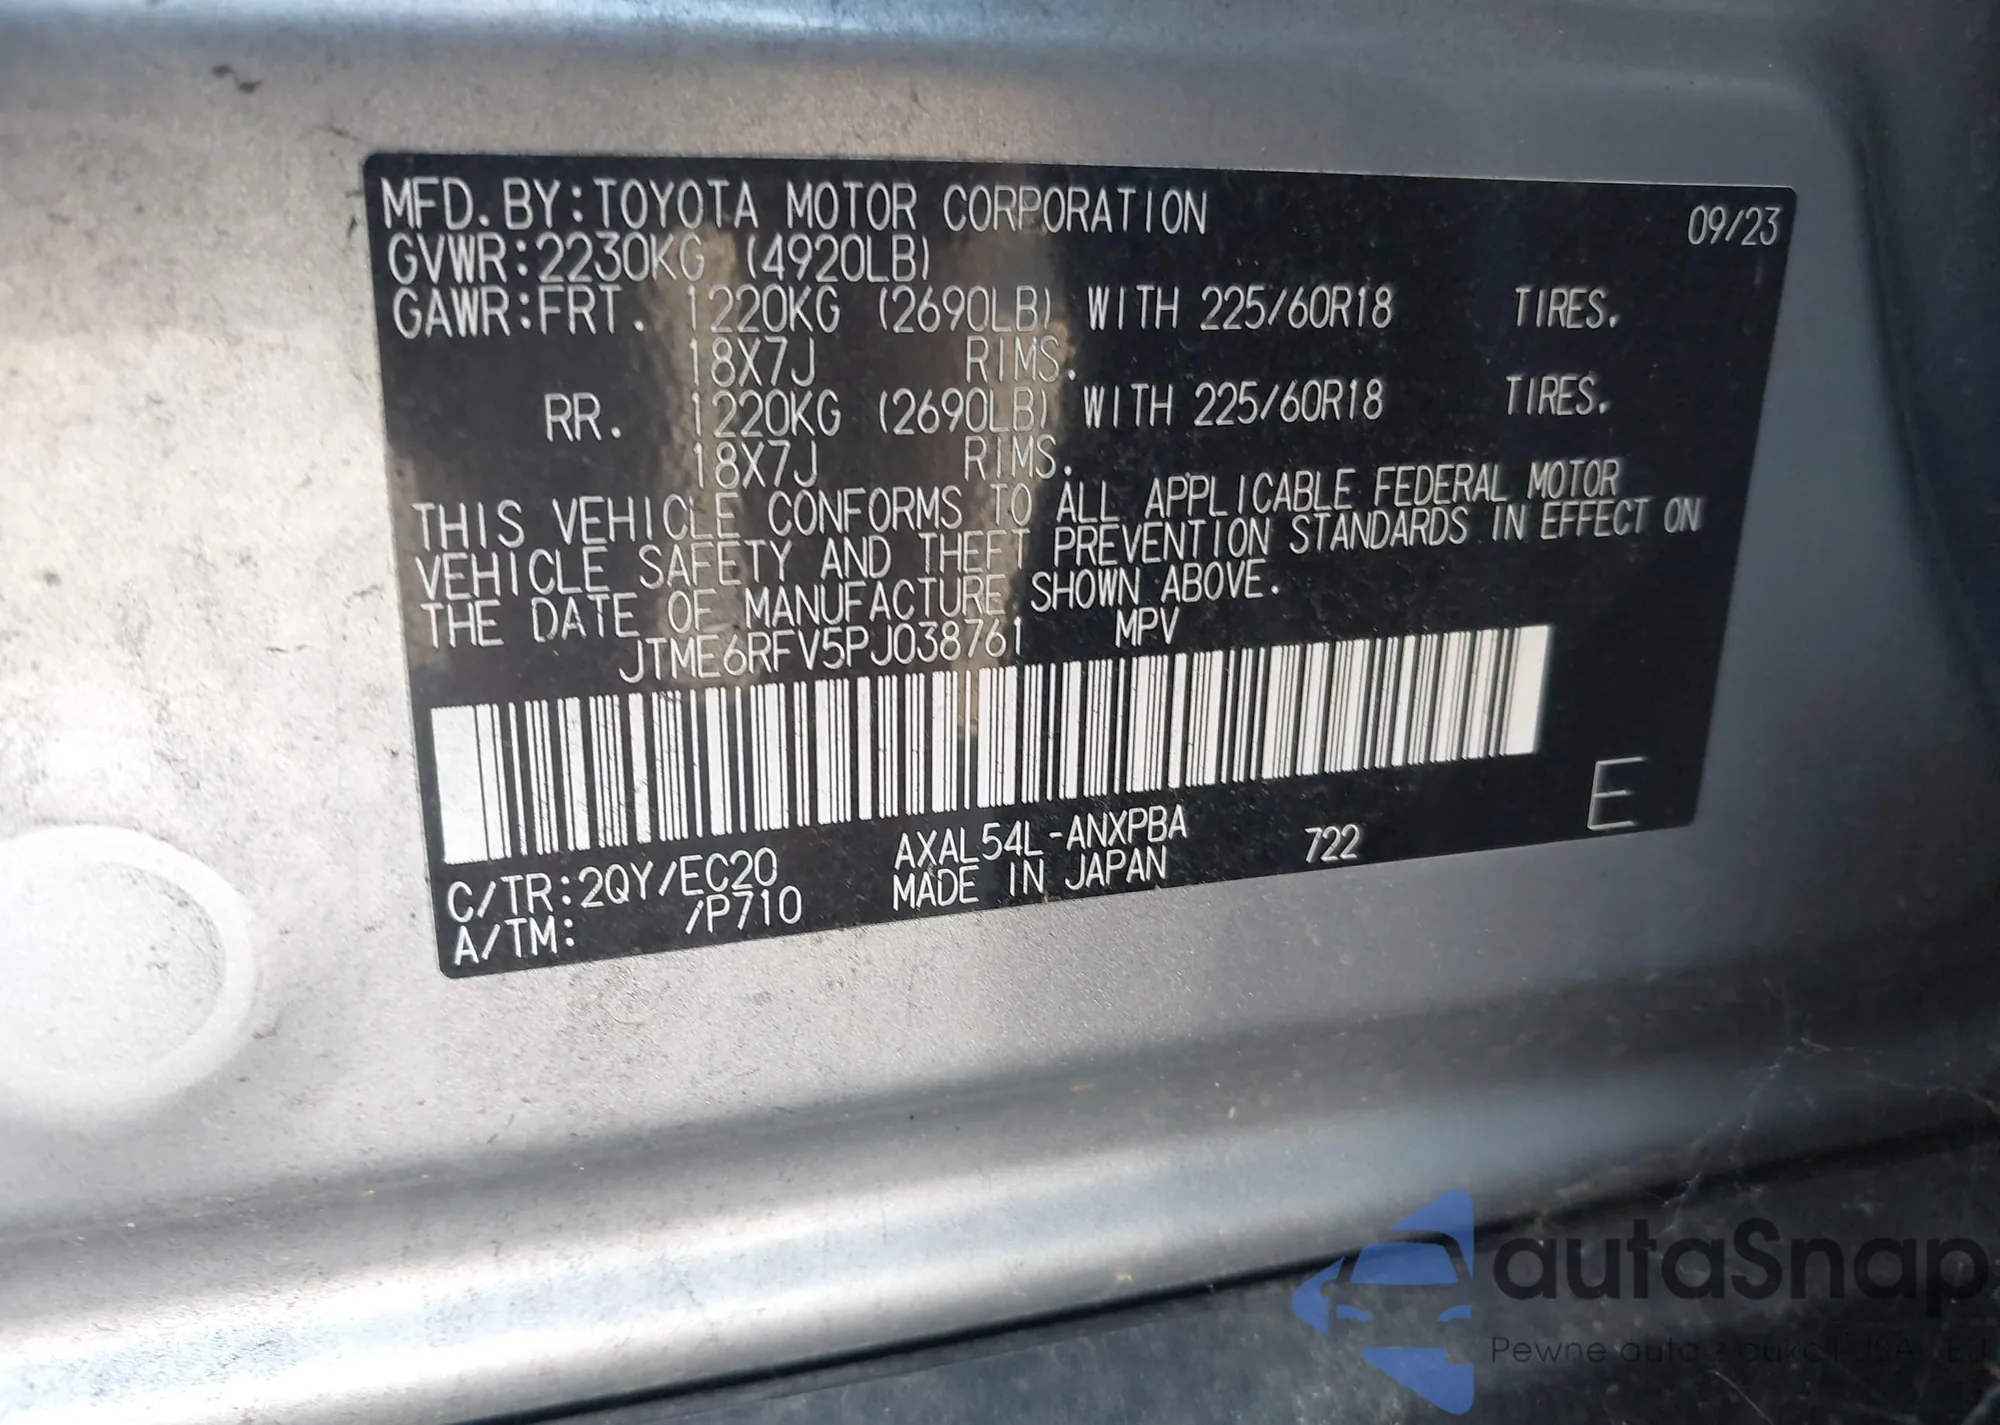 MFD. BY:TOYOTA MOTOR CORPORATION 09/23
GVWR:2230KG (4920LB)
GAWR:FRT. 1220KG (2690LB) WITH 225/60R18 TIRES.
18X7J RIMS.
RR. 1220KG (2690LB) WITH 225/60R18 TIRES.
18X7J RIMS.
THIS VEHICLE CONFORMS TO ALL APPLICABLE FEDERAL MOTOR
VEHICLE SAFETY AND THEFT PREVENTION STANDARDS IN EFFECT ON
THE DATE OF MANUFACTURE SHOWN ABOVE.
JTME6RFV5PJ038761 MPV
E
C/TR:2QY/EC20 AXAL54L-ANXPBA 722
A/TM: /P710 MADE IN JAPAN
autaSnap
Pewne auta